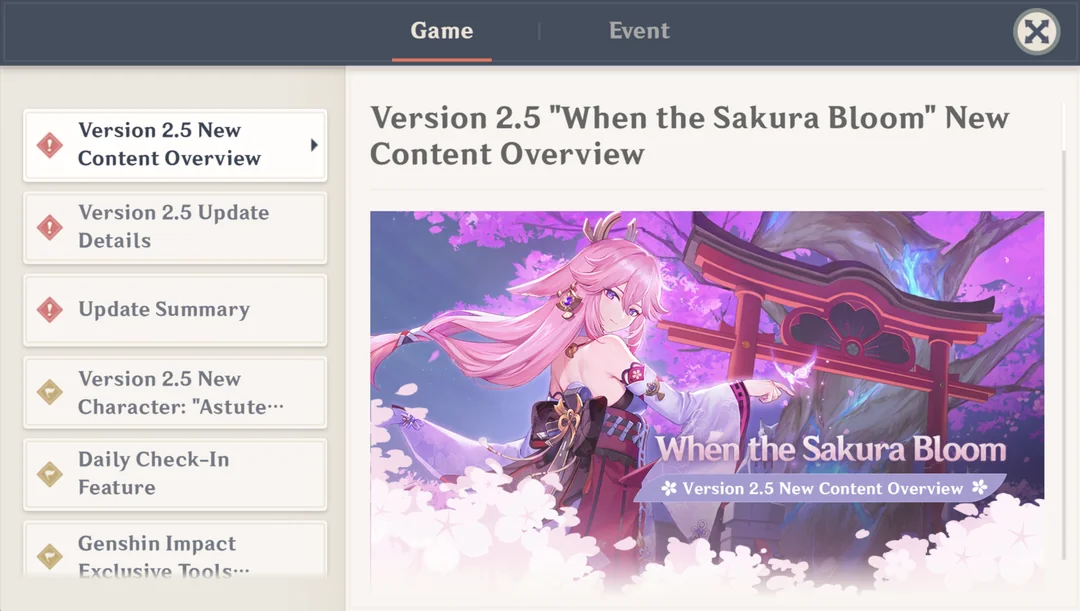 Game
Event
Version 2.5 New
Content Overview
Version 2.5 Update
Details
Update Summary
Version 2.5 New
Character: "Astute···
Daily Check-In
Feature
Genshin Impact
Exclusive Tools···
Version 2.5 "When the Sakura Bloom" New
Content Overview
When the Sakura Bloom
Version 2.5 New Content Overview